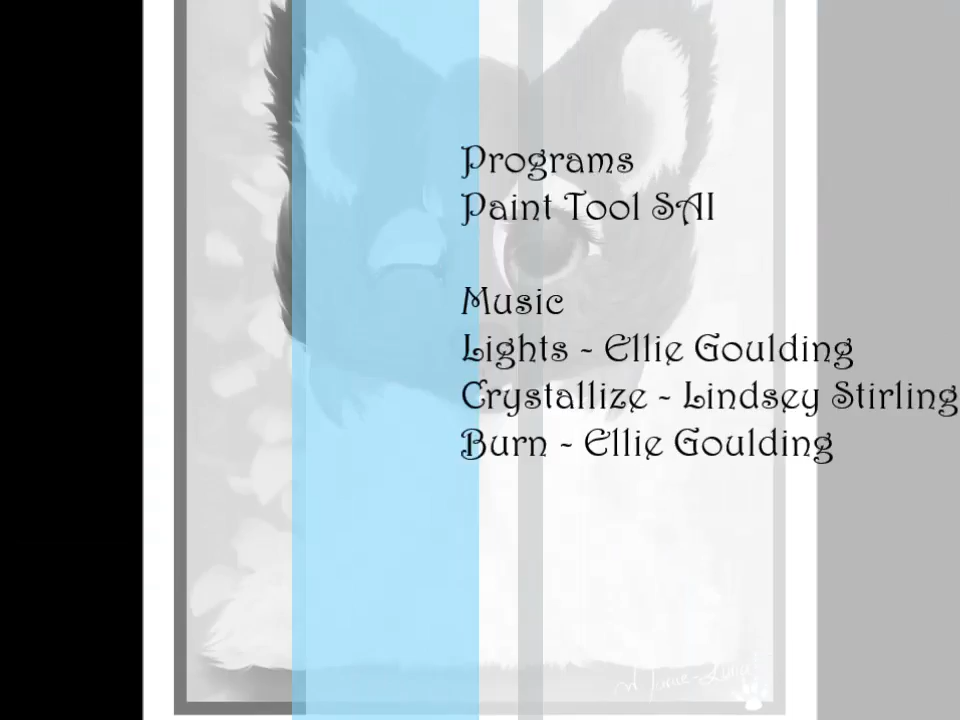 Programs
Paint Tool SAI
Music
Lights ~ Ellie Goulding
Crystallize ~ Lindsey Stirling
Burn ~ Ellie Goulding